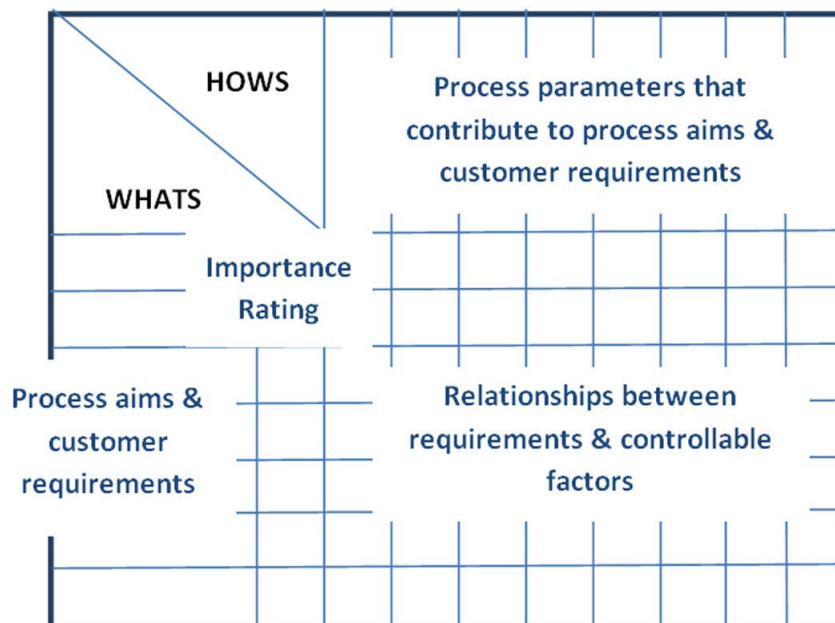 HOWS
Process parameters that
contribute to process aims &
customer requirements
WHATS
Importance
Rating
Process aims &
customer
requirements
Relationships between
requirements & controllable
factors